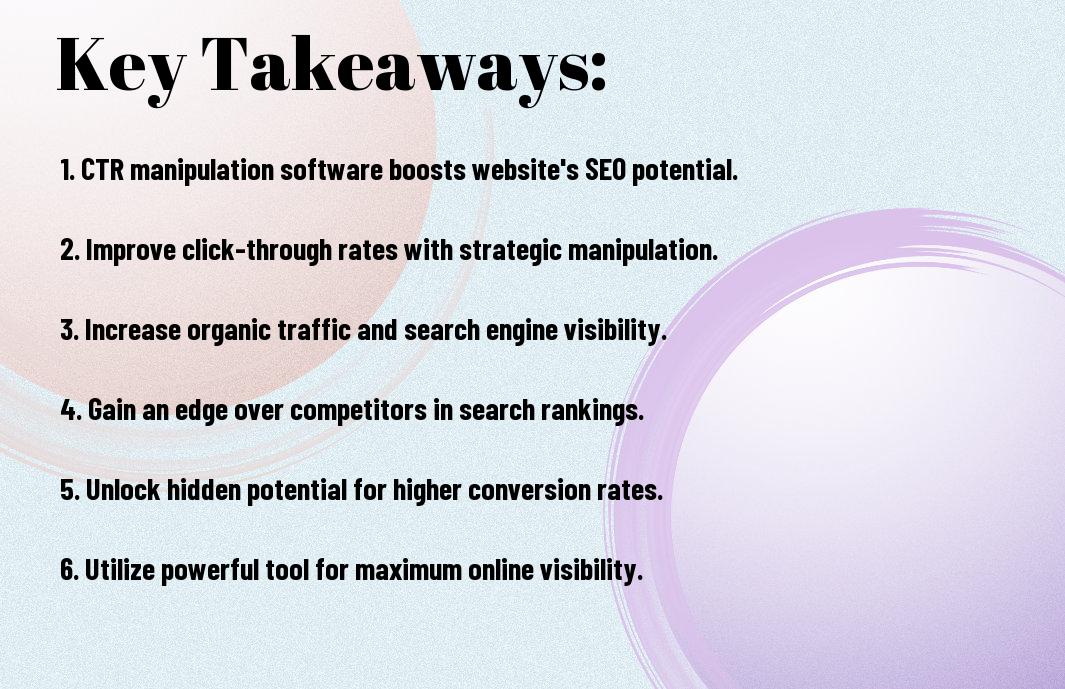 Key Takeaways:
1. CTR manipulation software boosts website's SEO potential.
2. Improve click-through rates with strategic manipulation.
3. Increase organic traffic and search engine visibility.
4. Gain an edge over competitors in search rankings.
5. Unlock hidden potential for higher conversion rates.
6. Utilize powerful tool for maximum online visibility.